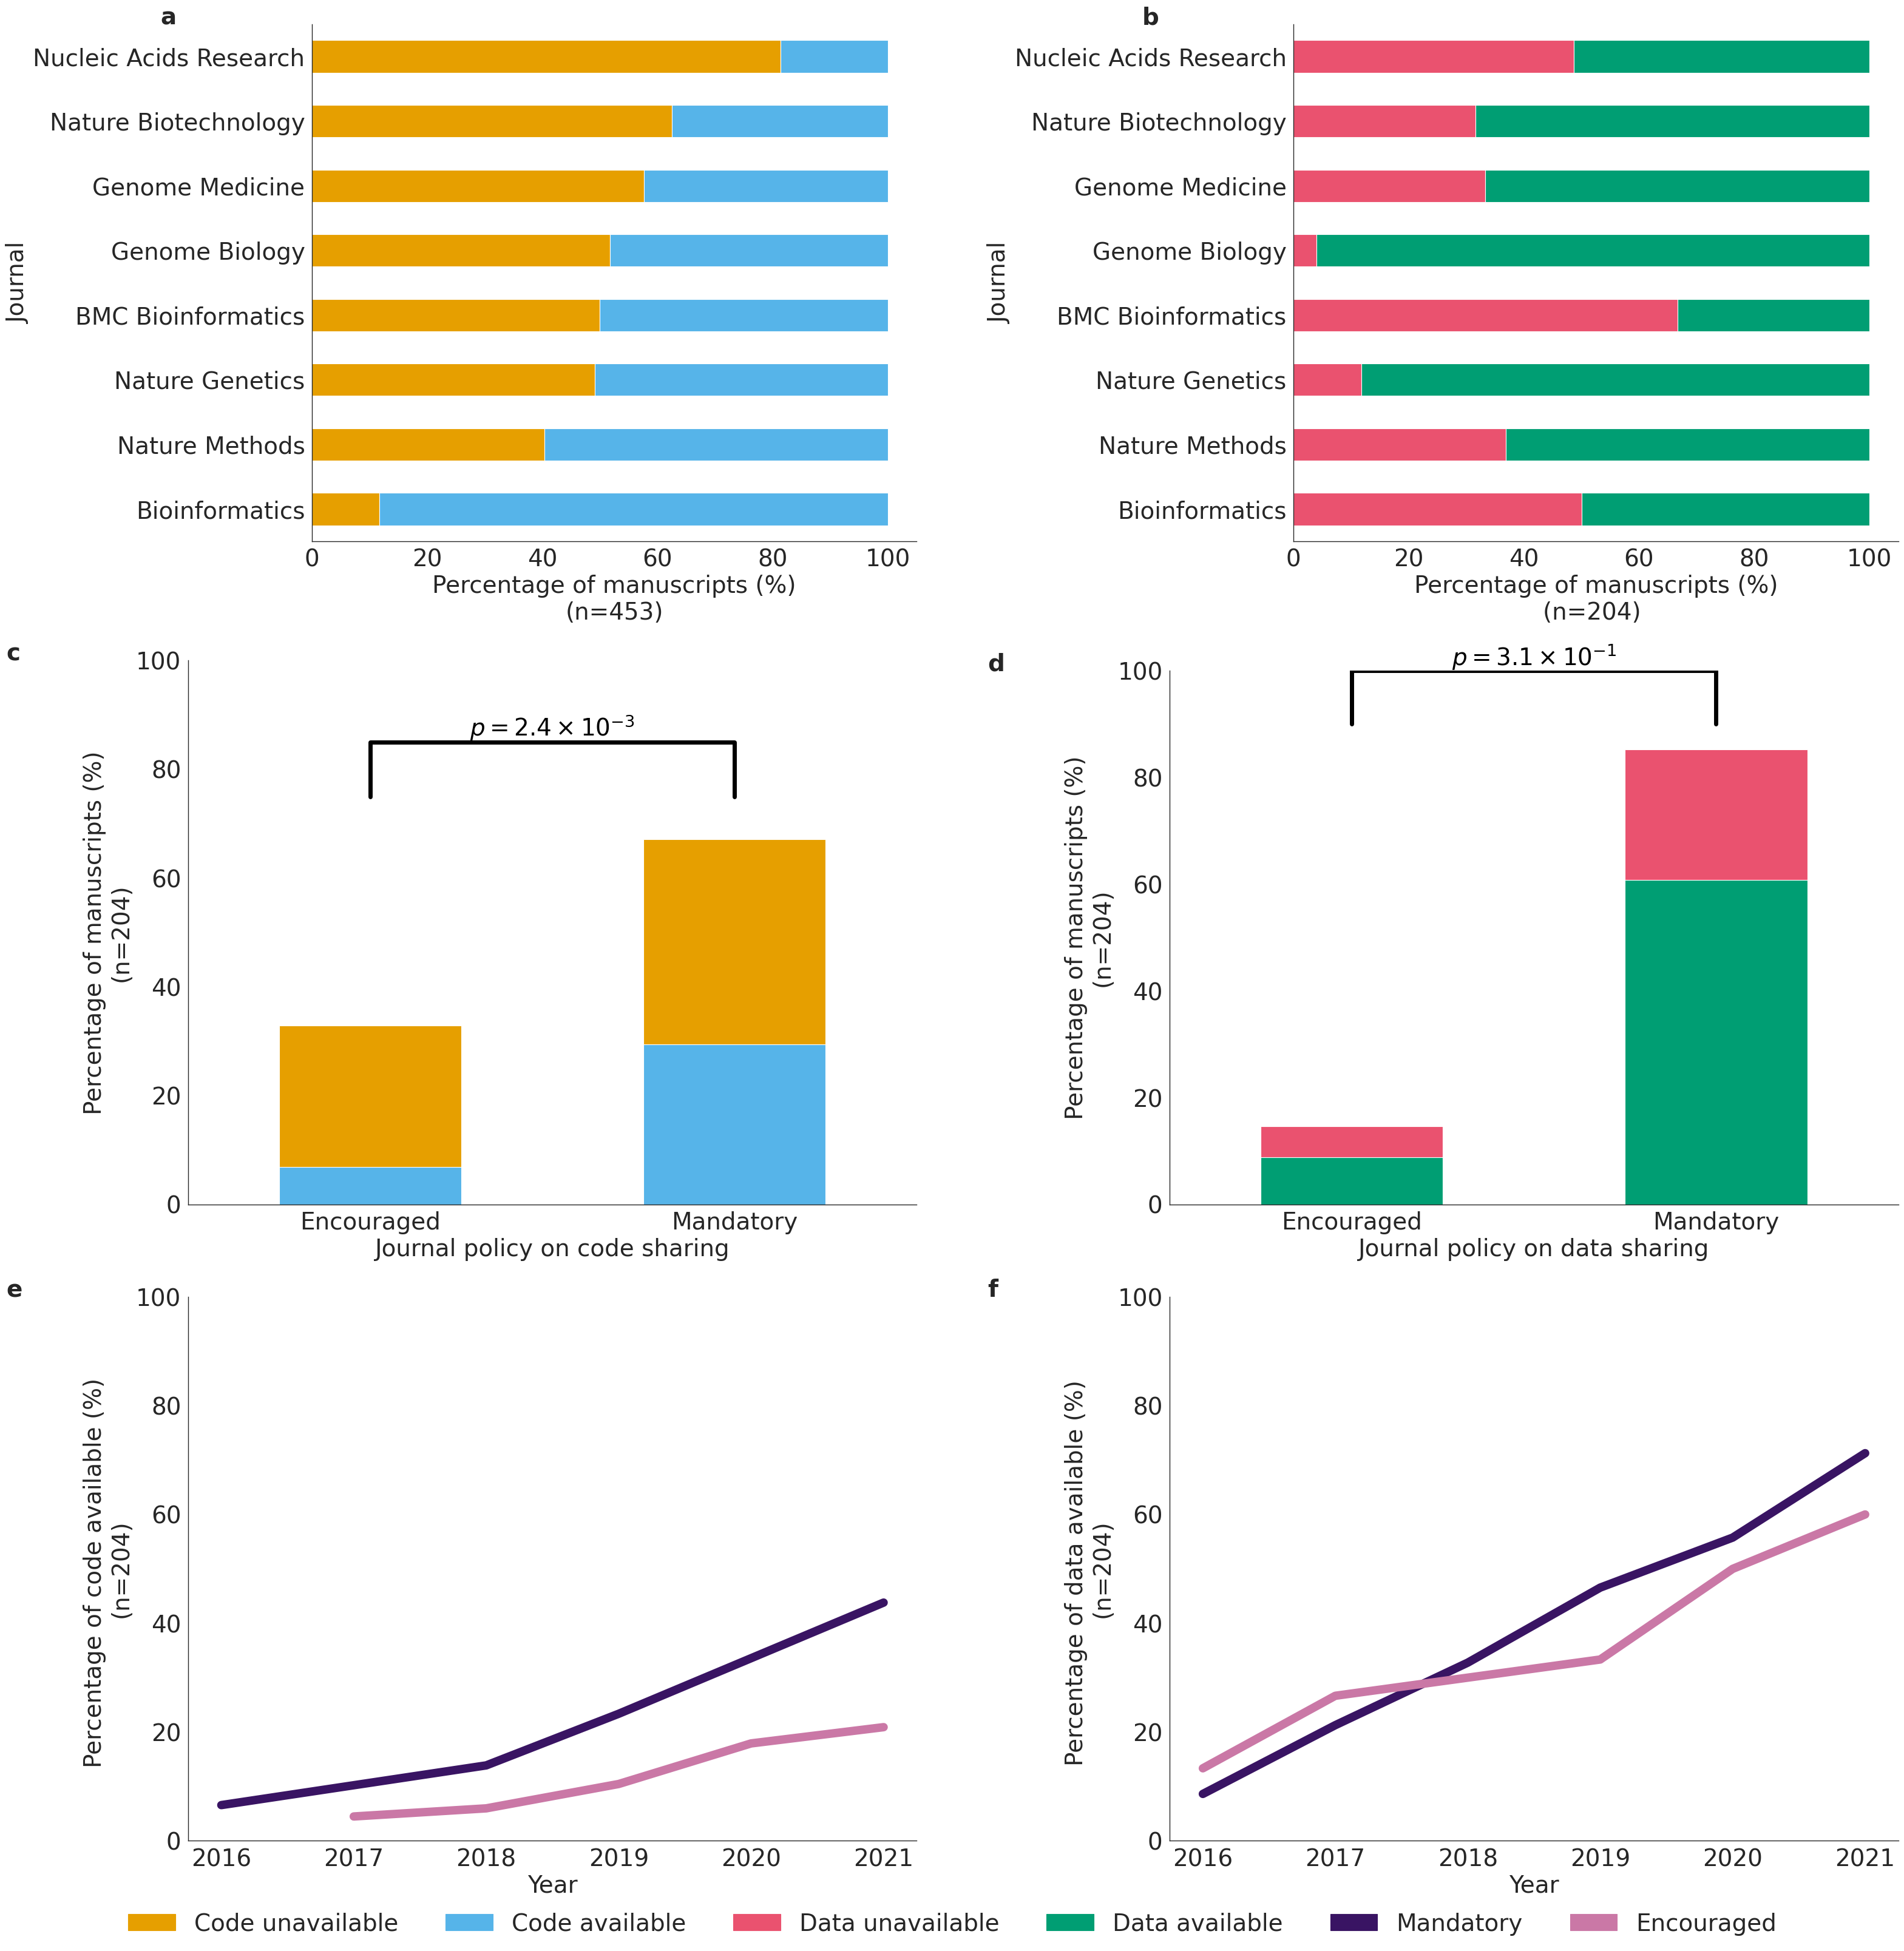 a
Nucleic Acids Research
Nature Biotechnology
Genome Medicine
Genome Biology
BMC Bioinformatics
Nature Genetics
Nature Methods
Bioinformatics
Journal
0 20 40 60 80 100
Percentage of manuscripts (%)
(n=453)
b
Nucleic Acids Research
Nature Biotechnology
Genome Medicine
Genome Biology
BMC Bioinformatics
Nature Genetics
Nature Methods
Bioinformatics
Journal
0 20 40 60 80 100
Percentage of manuscripts (%)
(n=204)
c
100
80
60
40
20
0
Percentage of manuscripts (%)
(n=204)
p = 2.4 × 10⁻³
Encouraged Mandatory
Journal policy on code sharing
d
100
80
60
40
20
0
Percentage of manuscripts (%)
(n=204)
p = 3.1 × 10⁻¹
Encouraged Mandatory
Journal policy on data sharing
e
100
80
60
40
20
0
Percentage of code available (%)
(n=204)
2016 2017 2018 2019 2020 2021
Year
f
100
80
60
40
20
0
Percentage of data available (%)
(n=204)
2016 2017 2018 2019 2020 2021
Year
Code unavailable Code available Data unavailable Data available Mandatory Encouraged